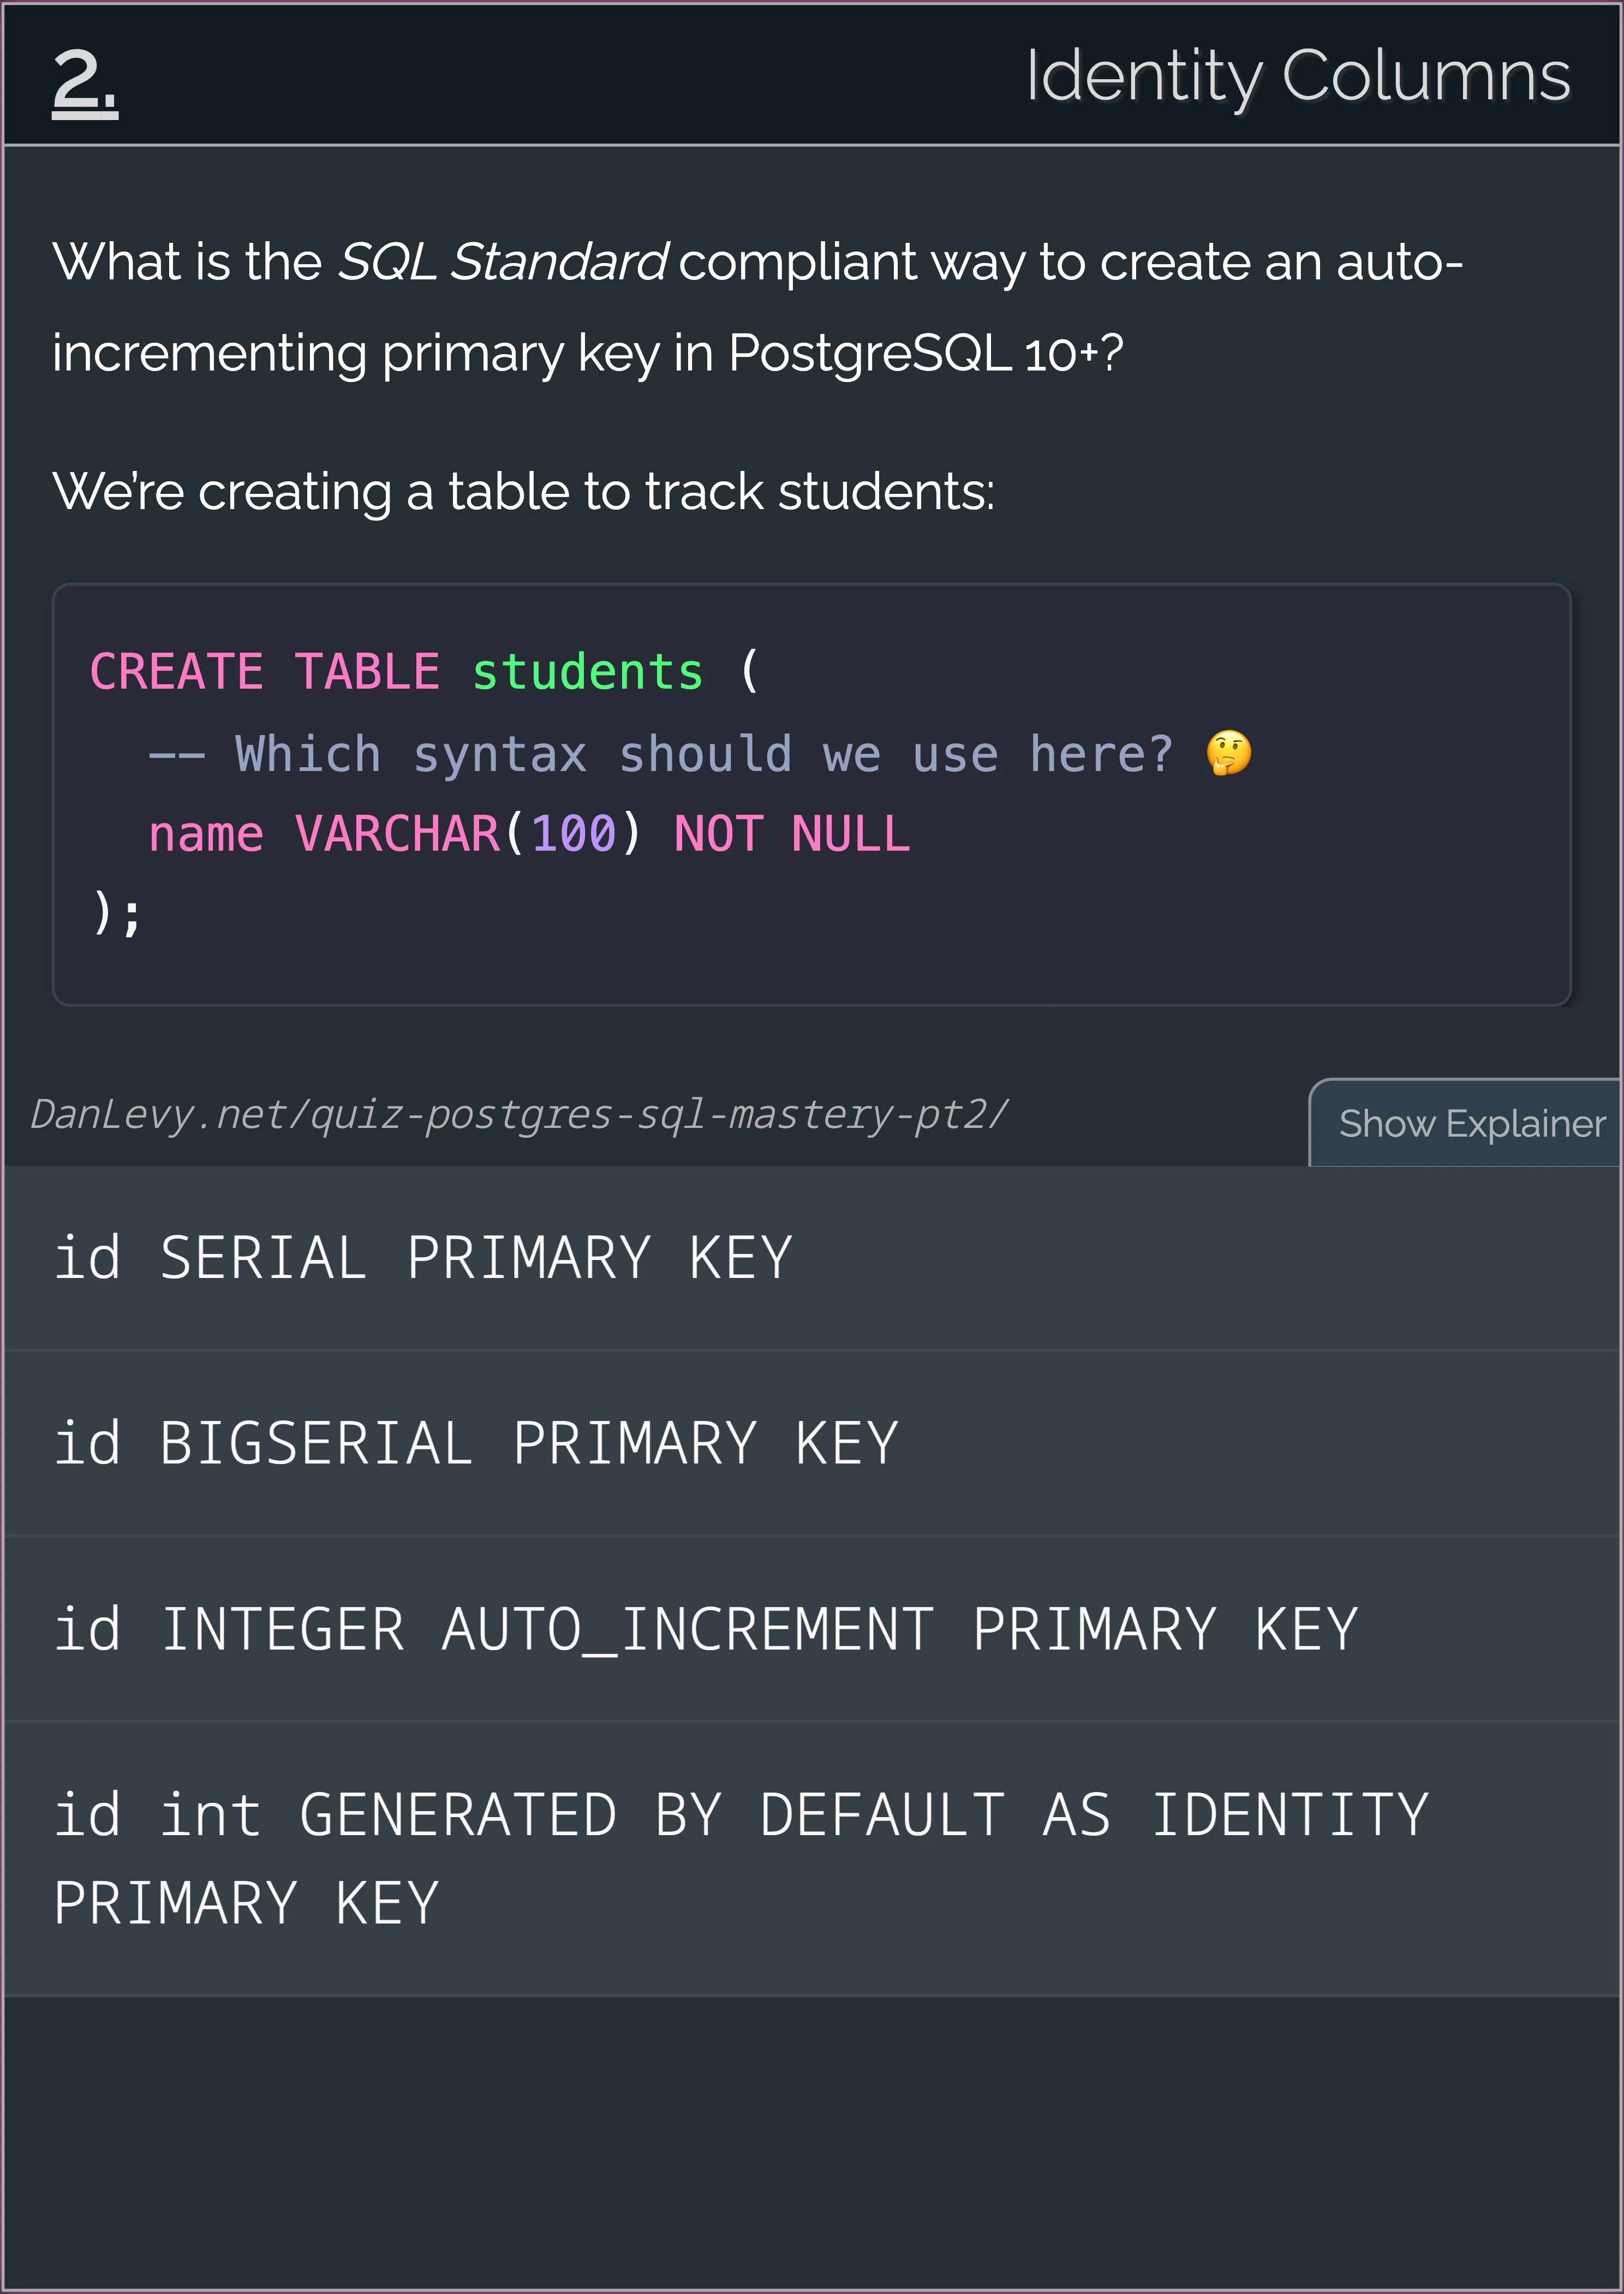 2.
Identity Columns
What is the SQL Standard compliant way to create an auto-
incrementing primary key in PostgreSQL 10+?
We’re creating a table to track students:
CREATE TABLE students (
  -- Which syntax should we use here? 🤔
  name VARCHAR(100) NOT NULL
);
DanLevy.net/quiz-postgres-sql-mastery-pt2/
Show Explainer
id SERIAL PRIMARY KEY
id BIGSERIAL PRIMARY KEY
id INTEGER AUTO_INCREMENT PRIMARY KEY
id int GENERATED BY DEFAULT AS IDENTITY
PRIMARY KEY